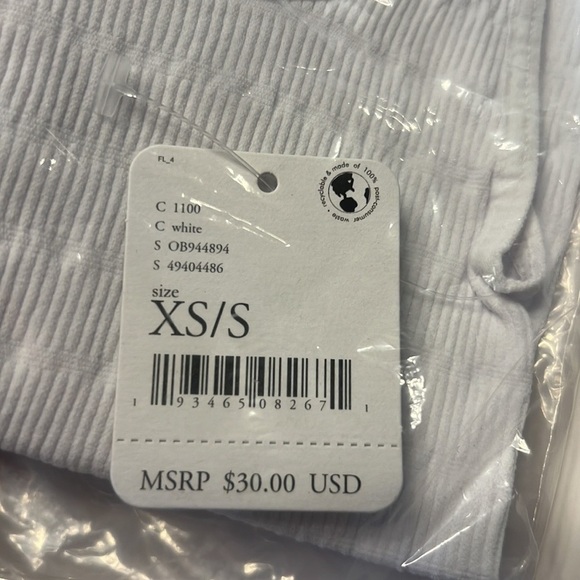 FL_4
recyclable & made of 100% post-consumer waste •
C 1100
C white
S OB944894
S 49404486
size
XS/S
1 93465 08267 1
MSRP $30.00 USD